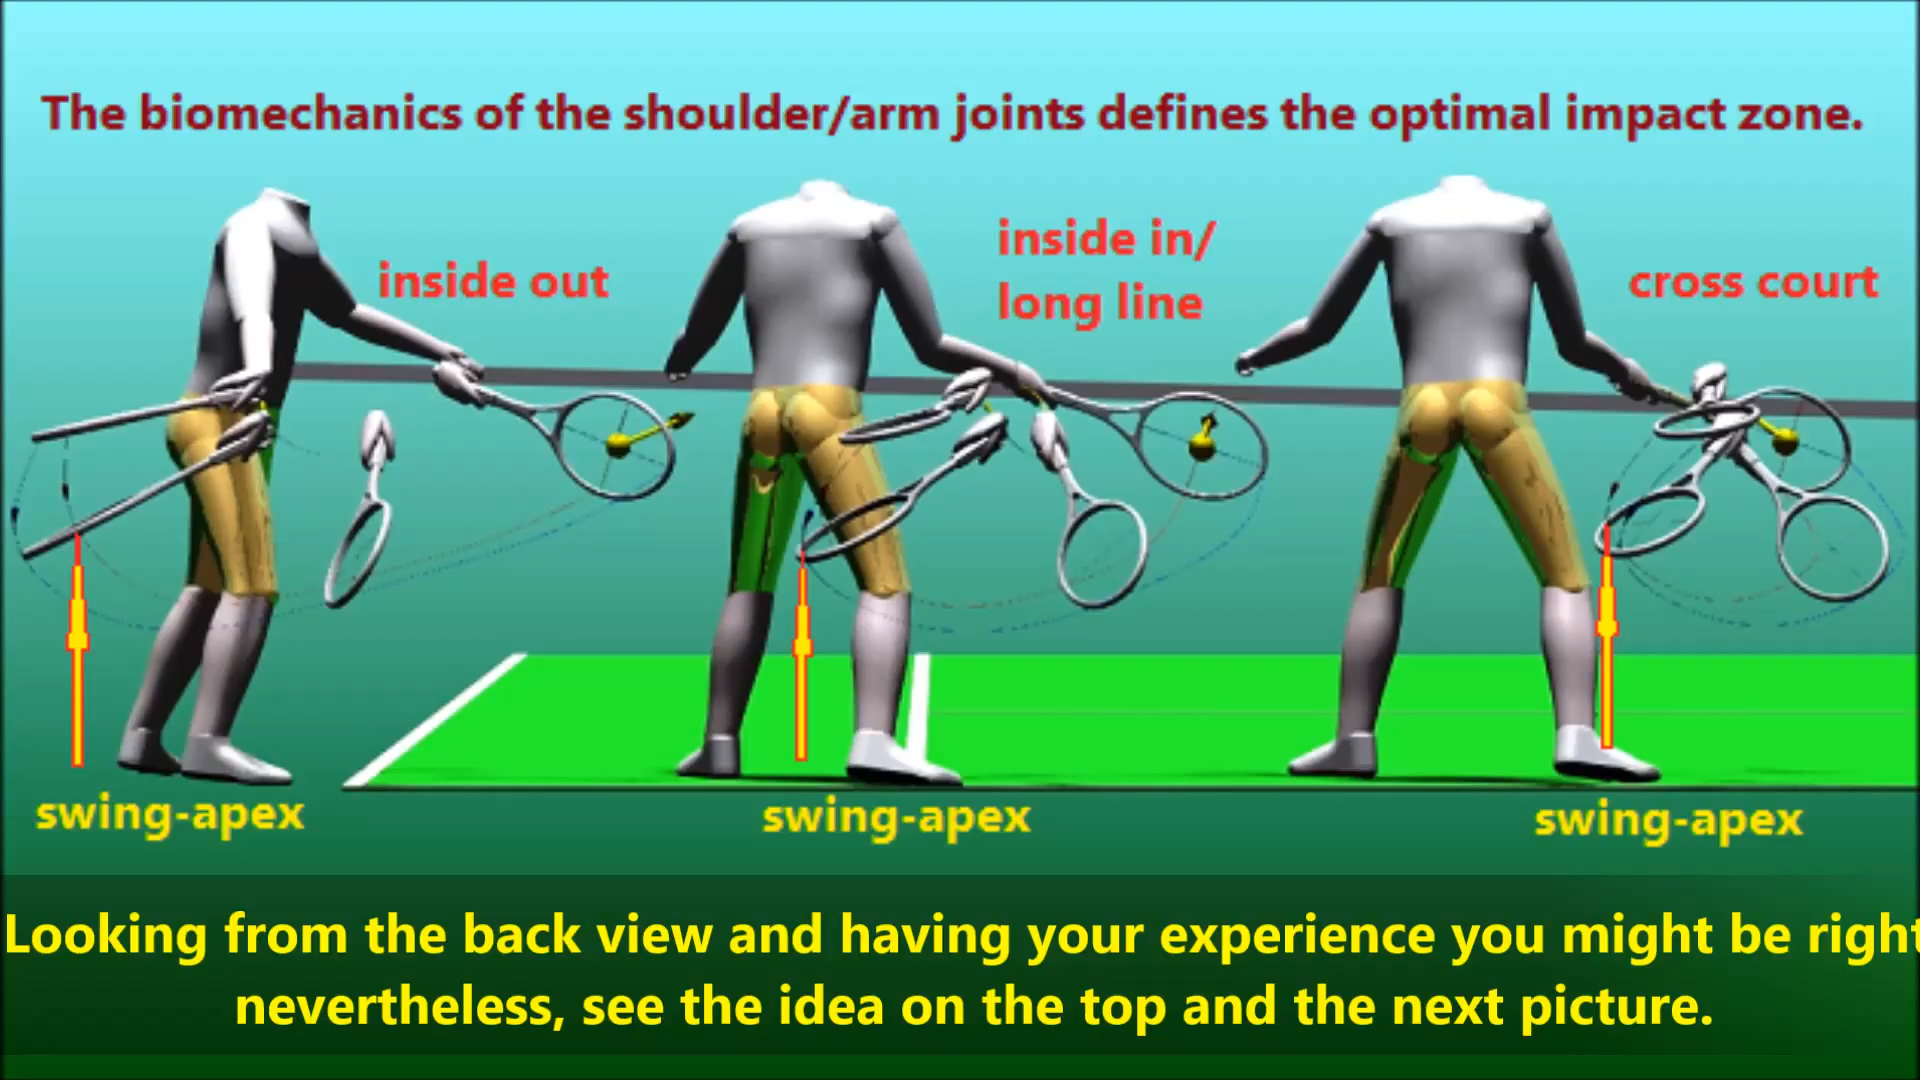 The biomechanics of the shoulder/arm joints defines the optimal impact zone.
inside out
inside in/
long line
cross court
swing-apex
swing-apex
swing-apex
Looking from the back view and having your experience you might be right
nevertheless, see the idea on the top and the next picture.